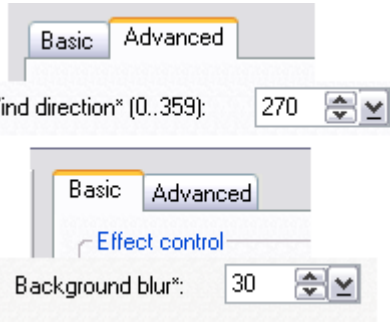 Basic Advanced
ind direction* (0..359): 270
Basic Advanced
Effect control
Background blur*: 30